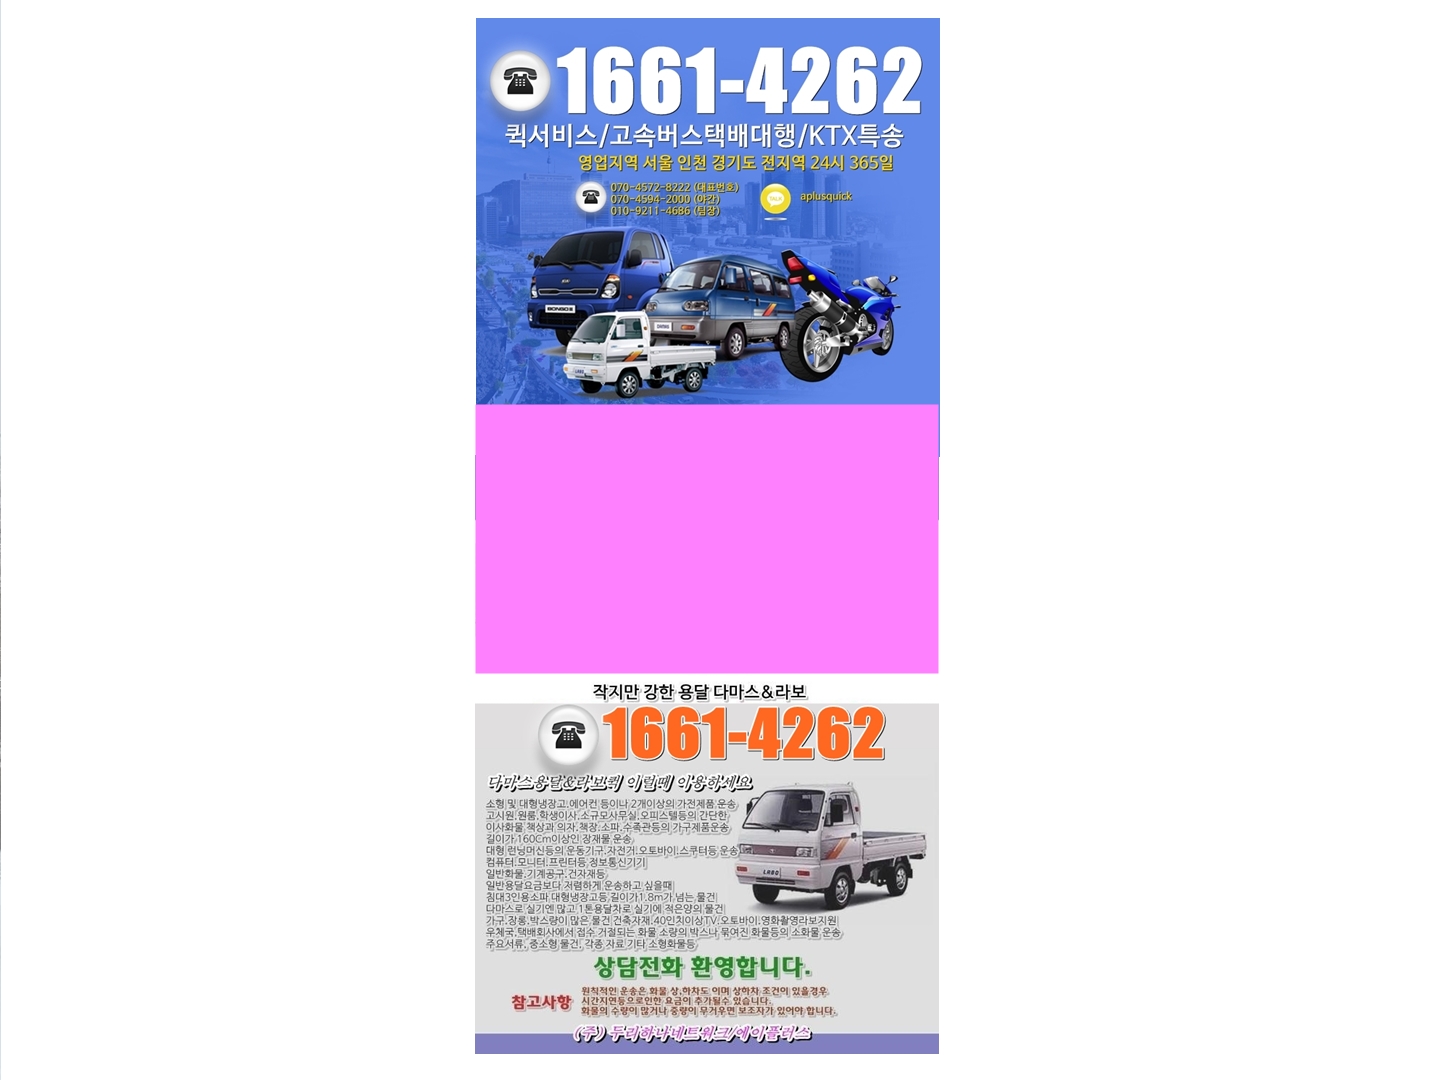 1661-4262
퀵서비스/고속버스택배대행/KTX특송
영업지역 서울 인천 경기도 전지역 24시 365일
070-4572-8222 (대표번호)
070-4594-2000 (야간)
010-9211-4686 (팀장)
TALK
aplusquick
BONGO III
LABO
작지만 강한 용달 다마스&라보
1661-4262
다마스용달&라보퀵 이럴때 이용하세요
소형 및 대형냉장고.에어컨 등이나 2개이상의 가전제품 운송
고시원.원룸.학생이사.소규모사무실.오피스텔등의 간단한
이사화물 책상과 의자.책장.소파.수족관등의 가구제품운송
길이가 160Cm이상인 장재물 운송
대형 런닝머신등의 운동기구.자전거.오토바이.스쿠터등 운송
컴퓨터.모니터.프린터등 정보통신기기
일반화물.기계공구.건자재등
일반용달요금보다 저렴하게 운송하고 싶을때
침대3인용소파.대형냉장고등 길이가1.8m가 넘는 물건
다마스로 실기엔 많고 1톤용달차로 실기에 적은양의 물건
가구.장롱.박스량이 많은 물건 건축자재.40인치이상TV.오토바이.영화촬영라보지원
우체국.택배회사에서 접수 거절되는 화물 소량의 박스나 묶여진 화물등의 소화물 운송
주요서류, 중소형 물건, 각종 자료 기타 소형화물등
LABO
상담전화 환영합니다.
참고사항
원칙적인 운송은 화물 상,하차도 이며 상하차 조건이 있을경우
시간지연등으로인한 요금이 추가될수 있습니다.
화물의 수량이 많거나 중량이 무거우면 보조자가 있어야 합니다.
(주) 두리하나네트워크/에이플러스